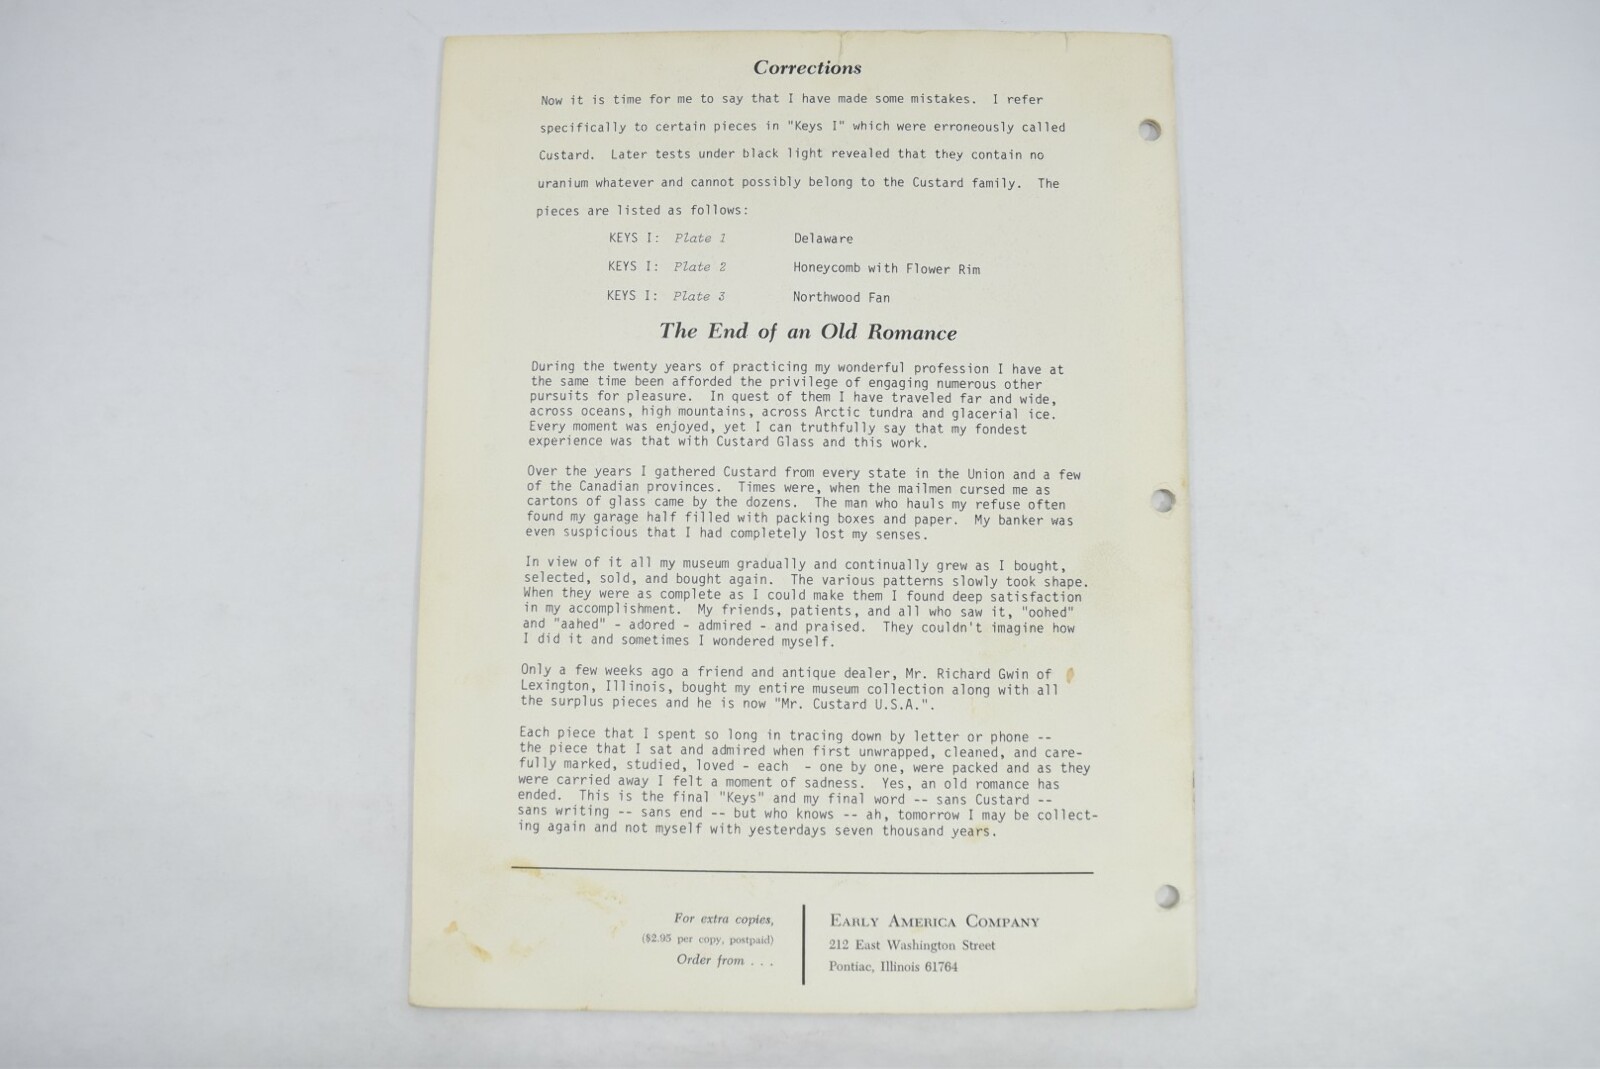 Corrections
Now it is time for me to say that I have made some mistakes. I refer
specifically to certain pieces in "Keys I" which were erroneously called
Custard. Later tests under black light revealed that they contain no
uranium whatever and cannot possibly belong to the Custard family. The
pieces are listed as follows:
KEYS I: Plate 1 Delaware
KEYS I: Plate 2 Honeycomb with Flower Rim
KEYS I: Plate 3 Northwood Fan
The End of an Old Romance
During the twenty years of practicing my wonderful profession I have at
the same time been afforded the privilege of engaging numerous other
pursuits for pleasure. In quest of them I have traveled far and wide,
across oceans, high mountains, across Arctic tundra and glacerial ice.
Every moment was enjoyed, yet I can truthfully say that my fondest
experience was that with Custard Glass and this work.
Over the years I gathered Custard from every state in the Union and a few
of the Canadian provinces. Times were, when the mailmen cursed me as
cartons of glass came by the dozens. The man who hauls my refuse often
found my garage half filled with packing boxes and paper. My banker was
even suspicious that I had completely lost my senses.
In view of it all my museum gradually and continually grew as I bought,
selected, sold, and bought again. The various patterns slowly took shape.
When they were as complete as I could make them I found deep satisfaction
in my accomplishment. My friends, patients, and all who saw it, "oohed"
and "aahed" - adored - admired - and praised. They couldn't imagine how
I did it and sometimes I wondered myself.
Only a few weeks ago a friend and antique dealer, Mr. Richard Gwin of
Lexington, Illinois, bought my entire museum collection along with all
the surplus pieces and he is now "Mr. Custard U.S.A.".
Each piece that I spent so long in tracing down by letter or phone --
the piece that I sat and admired when first unwrapped, cleaned, and care-
fully marked, studied, loved - each - one by one, were packed and as they
were carried away I felt a moment of sadness. Yes, an old romance has
ended. This is the final "Keys" and my final word -- sans Custard --
sans writing -- sans end -- but who knows -- ah, tomorrow I may be collect-
ing again and not myself with yesterdays seven thousand years.
For extra copies,
($2.95 per copy, postpaid)
Order from . . .
EARLY AMERICA COMPANY
212 East Washington Street
Pontiac, Illinois 61764